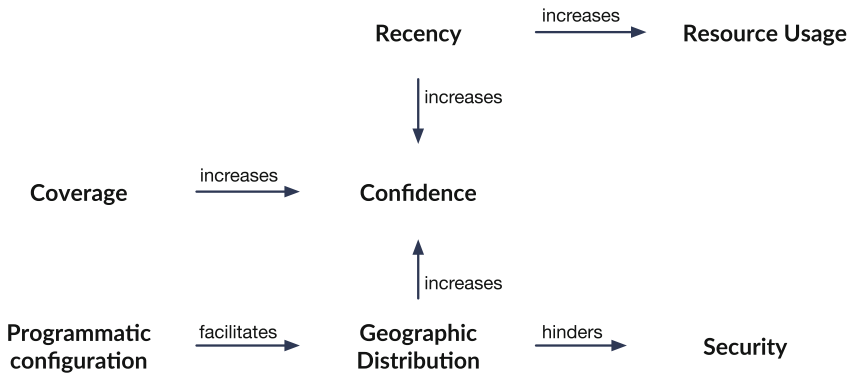 increases
Recency
Resource Usage
increases
increases
Coverage
Confidence
increases
Programmatic
configuration
facilitates
Geographic
Distribution
hinders
Security